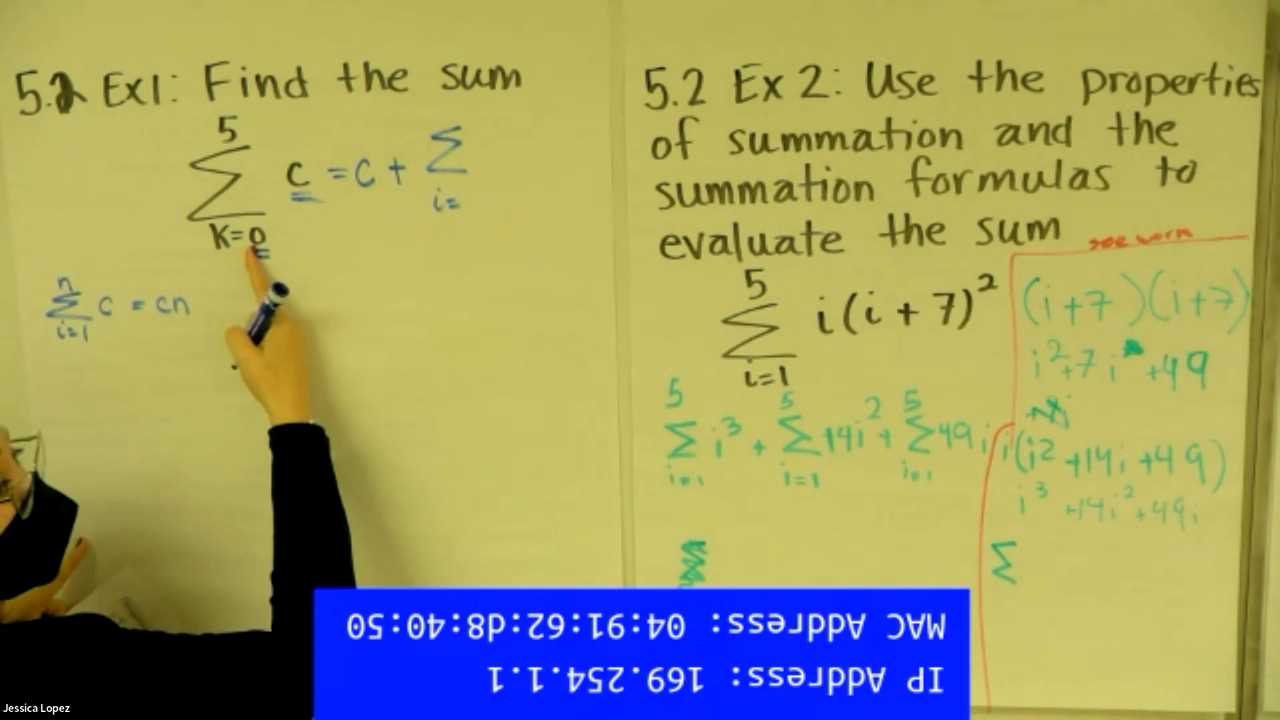 5.2 Ex1: Find the sum
5
∑ c = c + ∑
k=0
i=
n
∑ c = cn
i=1
5.2 Ex 2: Use the properties
of summation and the
summation formulas to
evaluate the sum
5
∑ i(i + 7)²
i=1
5 5 5
∑ i³ + ∑ 14i² + ∑ 49i
i=1 i=1 i=1
(i+7)(i+7)
i²+7i +49
i(i²+14i+49)
i³ +14i²+49i
∑
MAC Address: 04:91:62:d8:40:50
IP Address: 169.254.1.1
Jessica Lopez